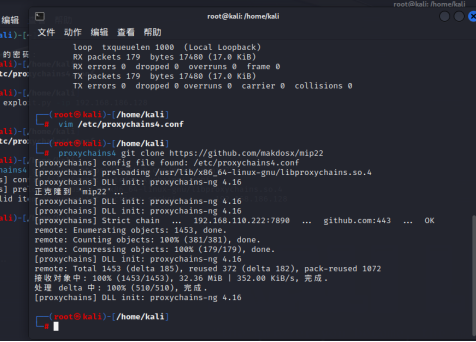 root@kali: /home/kali
编辑
root@kali: /home/kali
文件 动作 编辑 查看 帮助
loop txqueuelen 1000 (Local Loopback)
RX packets 179 bytes 17480 (17.0 KiB)
RX errors 0 dropped 0 overruns 0 frame 0
TX packets 179 bytes 17480 (17.0 KiB)
TX errors 0 dropped 0 overruns 0 carrier 0 collisions 0
kali)-[~
的密码
kali)-[/h
etc/proxychains4
explo
┌──(root㉿kali)-[/home/kali]
└─# vim /etc/proxychains4.conf
┌──(root㉿kali)-[/home/kali]
└─# proxychains4 git clone https://github.com/makdosx/mip22
[proxychains] config file found: /etc/proxychains4.conf
[proxychains] preloading /usr/lib/x86_64-linux-gnu/libproxychains.so.4
[proxychains] DLL init: proxychains-ng 4.16
正克隆到 'mip22'...
[proxychains] DLL init: proxychains-ng 4.16
[proxychains] DLL init: proxychains-ng 4.16
[proxychains] Strict chain ... 192.168.110.222:7890 ... github.com:443 ... OK
remote: Enumerating objects: 1453, done.
remote: Counting objects: 100% (381/381), done.
remote: Compressing objects: 100% (179/179), done.
[proxychains] DLL init: proxychains-ng 4.16
remote: Total 1453 (delta 185), reused 372 (delta 182), pack-reused 1072
接收对象中: 100% (1453/1453), 32.36 MiB | 352.00 KiB/s, 完成.
处理 delta 中: 100% (510/510), 完成.
[proxychains] DLL init: proxychains-ng 4.16
┌──(root㉿kali)-[/home/kali]
└─#